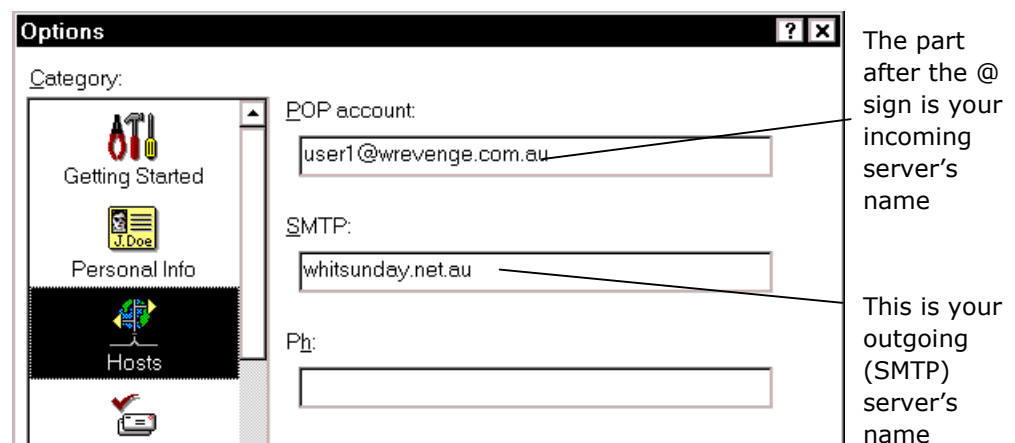 Options
? X
Category:
Getting Started
J.Doe
Personal Info
Hosts
POP account:
user1@wrevenge.com.au
SMTP:
whitsunday.net.au
Ph:
The part
after the @
sign is your
incoming
server's
name
This is your
outgoing
(SMTP)
server's
name